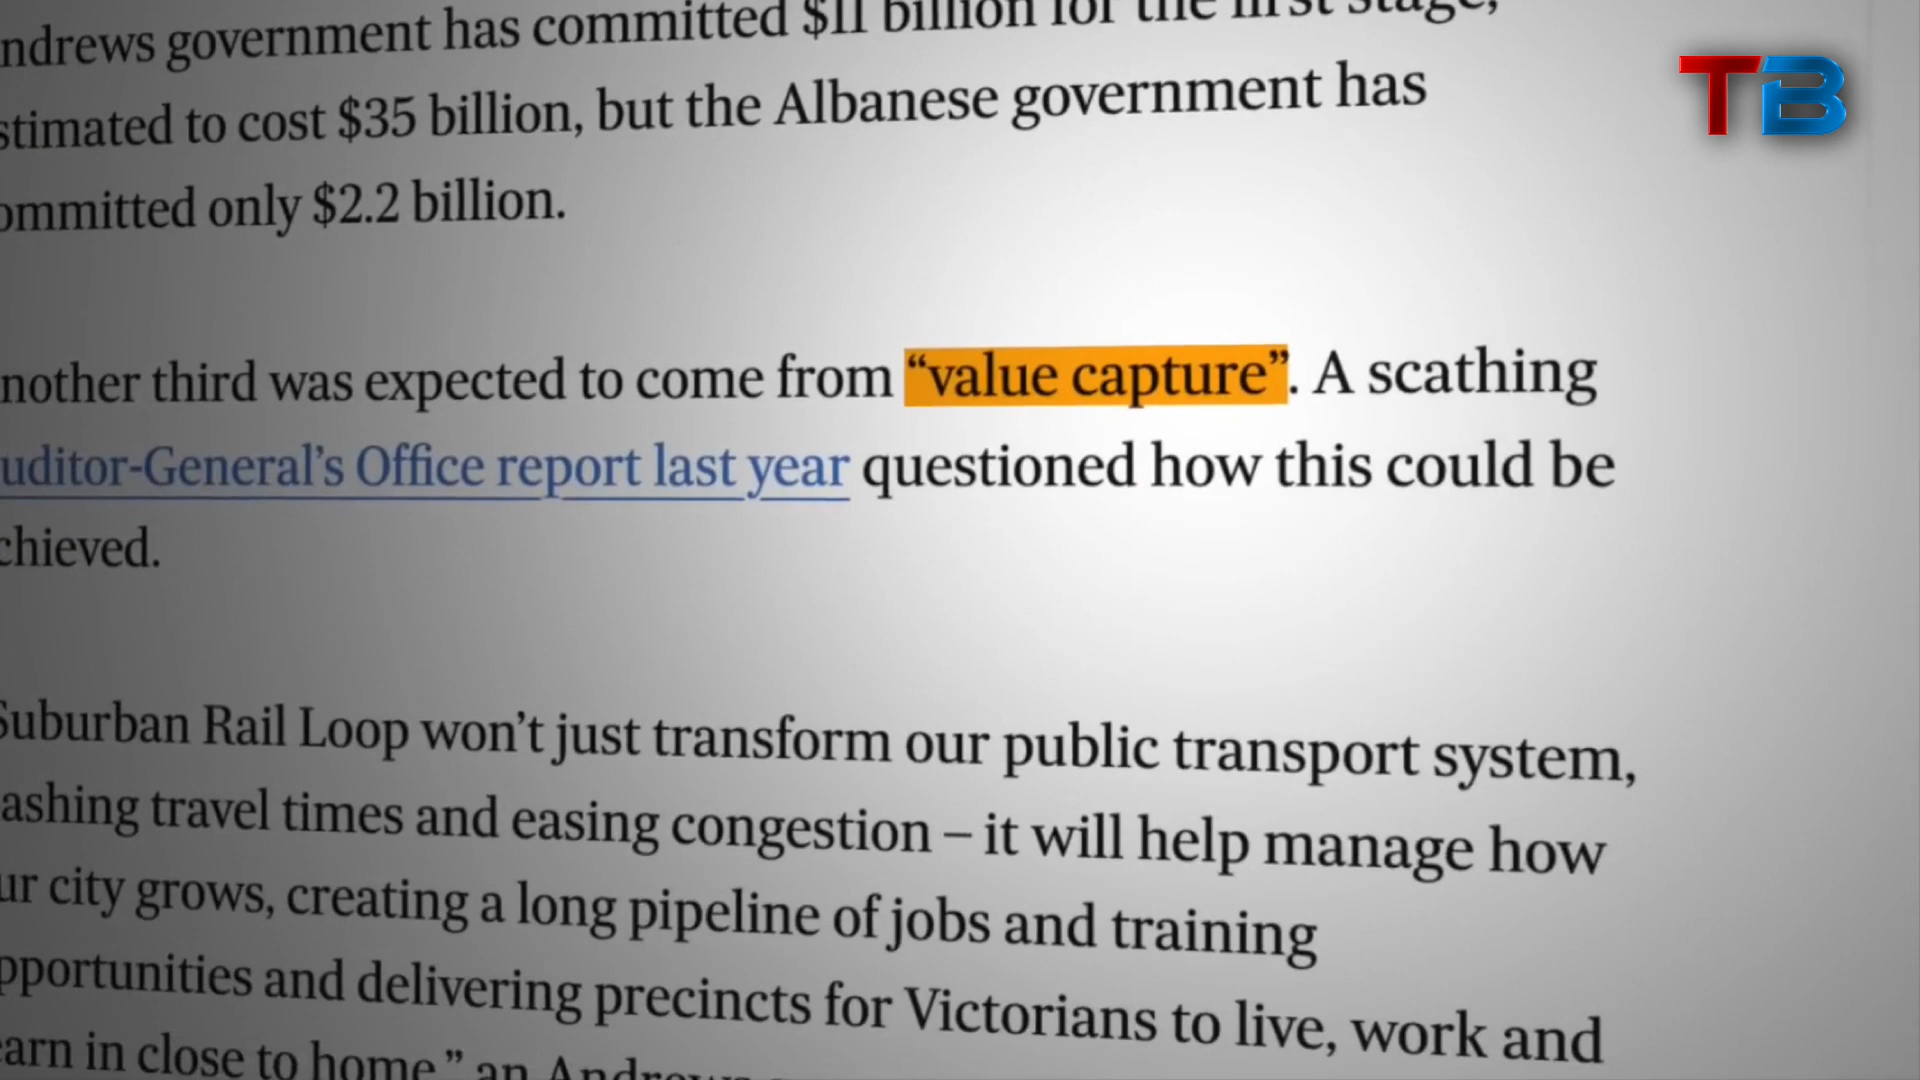 ndrews government has committed $11 billion for the first stage,
stimated to cost $35 billion, but the Albanese government has
ommitted only $2.2 billion.
nother third was expected to come from “value capture”. A scathing
uditor-General’s Office report last year questioned how this could be
chieved.
Suburban Rail Loop won’t just transform our public transport system,
ashing travel times and easing congestion – it will help manage how
ur city grows, creating a long pipeline of jobs and training
pportunities and delivering precincts for Victorians to live, work and
earn in close to home,” an Andrews
TB